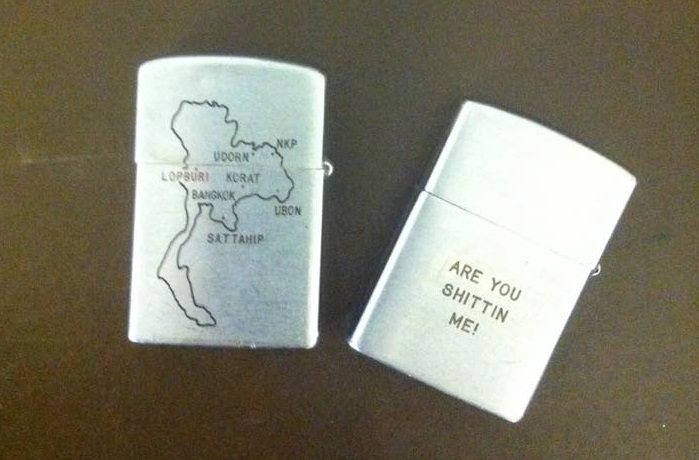 NKP
UDORN
LOPBURI KORAT
BANGKOK
UBON
SATTAHIP
ARE YOU
SHITTIN
ME!